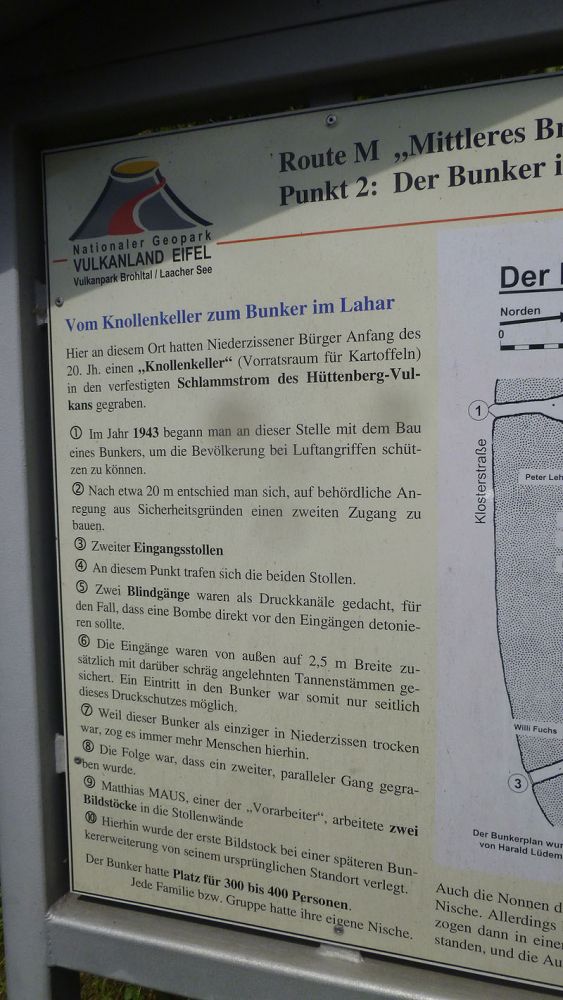 Route M „Mittleres Br
Punkt 2: Der Bunker i
Nationaler Geopark
VULKANLAND EIFEL
Vulkanpark Brohltal / Laacher See
Vom Knollenkeller zum Bunker im Lahar
Hier an diesem Ort hatten Niederzissener Bürger Anfang des
20. Jh. einen „Knollenkeller“ (Vorratsraum für Kartoffeln)
in den verfestigten Schlammstrom des Hüttenberg-Vul-
kans gegraben.
① Im Jahr 1943 begann man an dieser Stelle mit dem Bau
eines Bunkers, um die Bevölkerung bei Luftangriffen schüt-
zen zu können.
② Nach etwa 20 m entschied man sich, auf behördliche An-
regung aus Sicherheitsgründen einen zweiten Zugang zu
bauen.
③ Zweiter Eingangsstollen
④ An diesem Punkt trafen sich die beiden Stollen.
⑤ Zwei Blindgänge waren als Druckkanäle gedacht, für
den Fall, dass eine Bombe direkt vor den Eingängen detonie-
ren sollte.
⑥ Die Eingänge waren von außen auf 2,5 m Breite zu-
sätzlich mit darüber schräg angelehnten Tannenstämmen ge-
sichert. Ein Eintritt in den Bunker war somit nur seitlich
dieses Druckschutzes möglich.
⑦ Weil dieser Bunker als einziger in Niederzissen trocken
war, zog es immer mehr Menschen hierhin.
⑧ Die Folge war, dass ein zweiter, paralleler Gang gegra-
ben wurde.
⑨ Matthias MAUS, einer der „Vorarbeiter“, arbeitete zwei
Bildstöcke in die Stollenwände
⑩ Hierhin wurde der erste Bildstock bei einer späteren Bun-
kererweiterung von seinem ursprünglichen Standort verlegt.
Der Bunker hatte Platz für 300 bis 400 Personen.
Jede Familie bzw. Gruppe hatte ihre eigene Nische.
Der
Norden
0
1
Klosterstraße
Peter Leh
Willi Fuchs
3
Der Bunkerplan wur
von Harald Lüdem
Auch die Nonnen d
Nische. Allerdings
zogen dann in eine
standen, und die Au